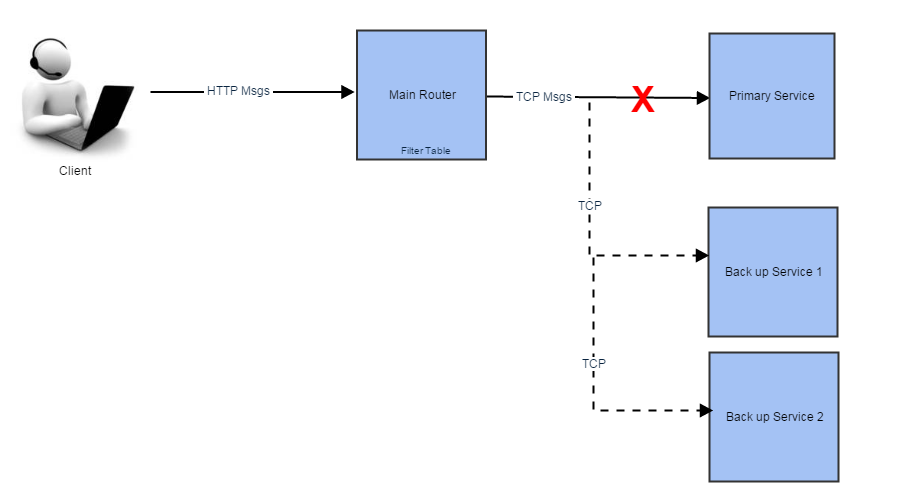 HTTP Msgs
Main Router
Filter Table
TCP Msgs
X
Primary Service
Client
TCP
Back up Service 1
TCP
Back up Service 2